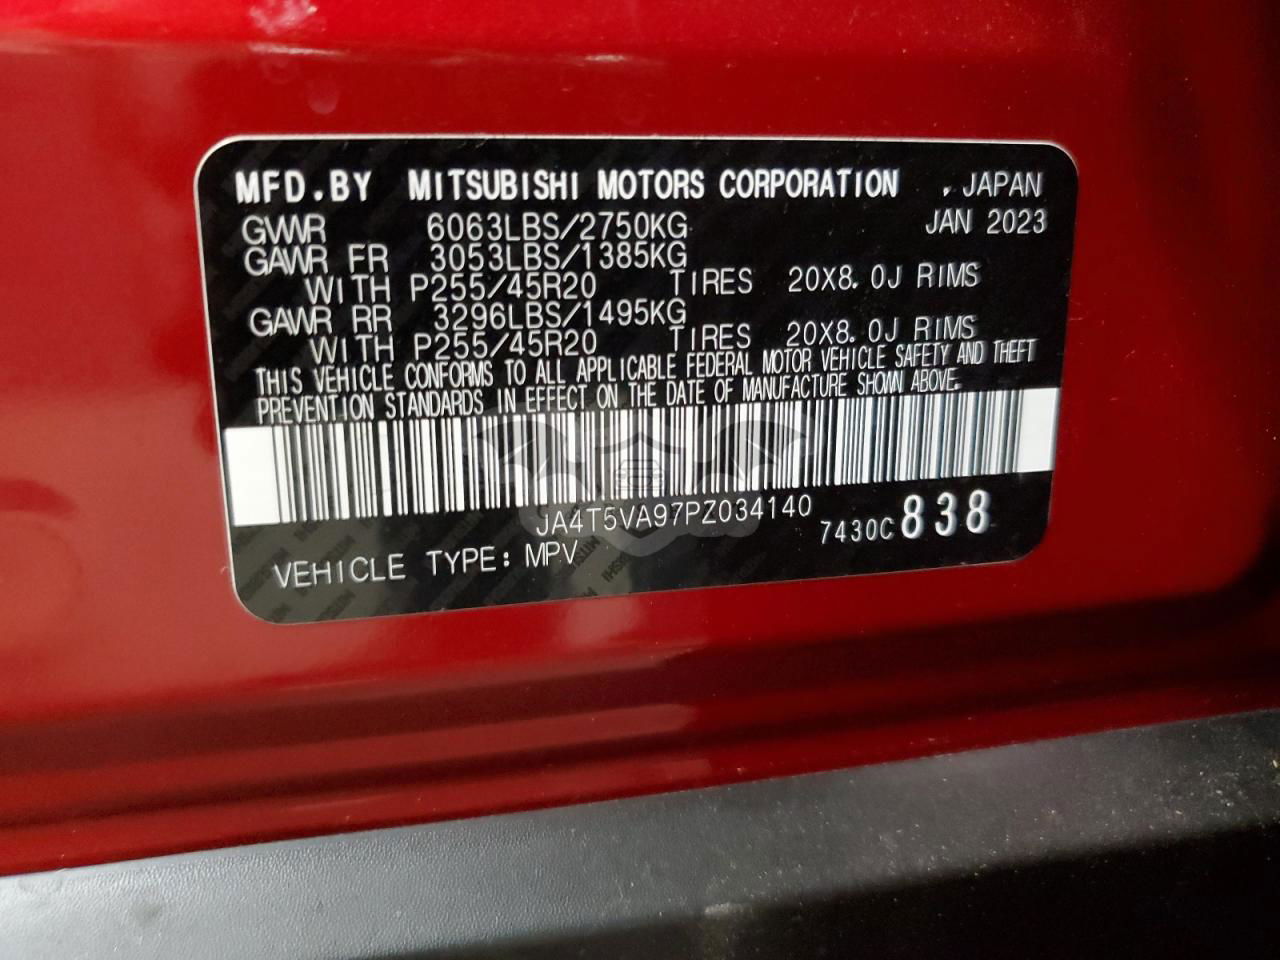 MFD.BY MITSUBISHI MOTORS CORPORATION , JAPAN
GVWR 6063LBS/2750KG JAN 2023
GAWR FR 3053LBS/1385KG
WITH P255/45R20 TIRES 20X8.0J RIMS
GAWR RR 3296LBS/1495KG
WITH P255/45R20 TIRES 20X8.0J RIMS
THIS VEHICLE CONFORMS TO ALL APPLICABLE FEDERAL MOTOR VEHICLE SAFETY AND THEFT
PREVENTION STANDARDS IN EFFECT ON THE DATE OF MANUFACTURE SHOWN ABOVE.
JA4T5VA97PZ034140 7430C 838
VEHICLE TYPE: MPV